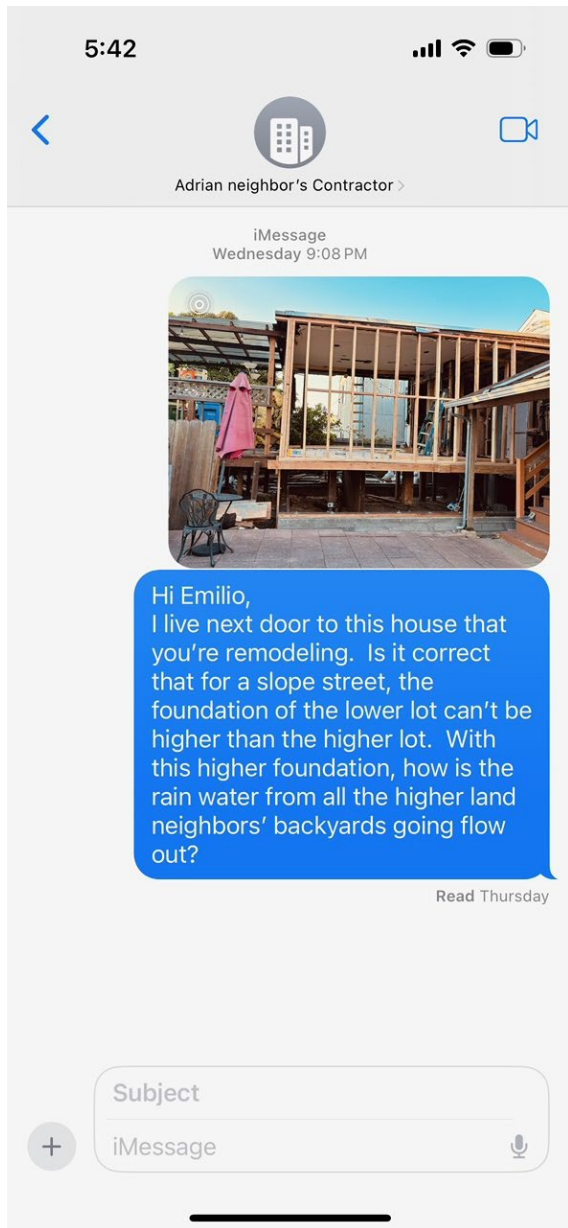 5:42
Adrian neighbor's Contractor
iMessage
Wednesday 9:08 PM
Hi Emilio,
I live next door to this house that
you're remodeling.  Is it correct
that for a slope street, the
foundation of the lower lot can't be
higher than the higher lot.  With
this higher foundation, how is the
rain water from all the higher land
neighbors' backyards going flow
out?
Read Thursday
Subject
iMessage